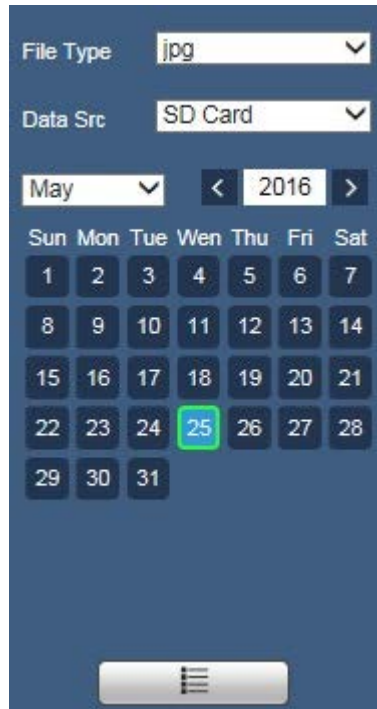 File Type jpg
Data Src SD Card
May < 2016 >
Sun Mon Tue Wen Thu Fri Sat
1 2 3 4 5 6 7
8 9 10 11 12 13 14
15 16 17 18 19 20 21
22 23 24 25 26 27 28
29 30 31